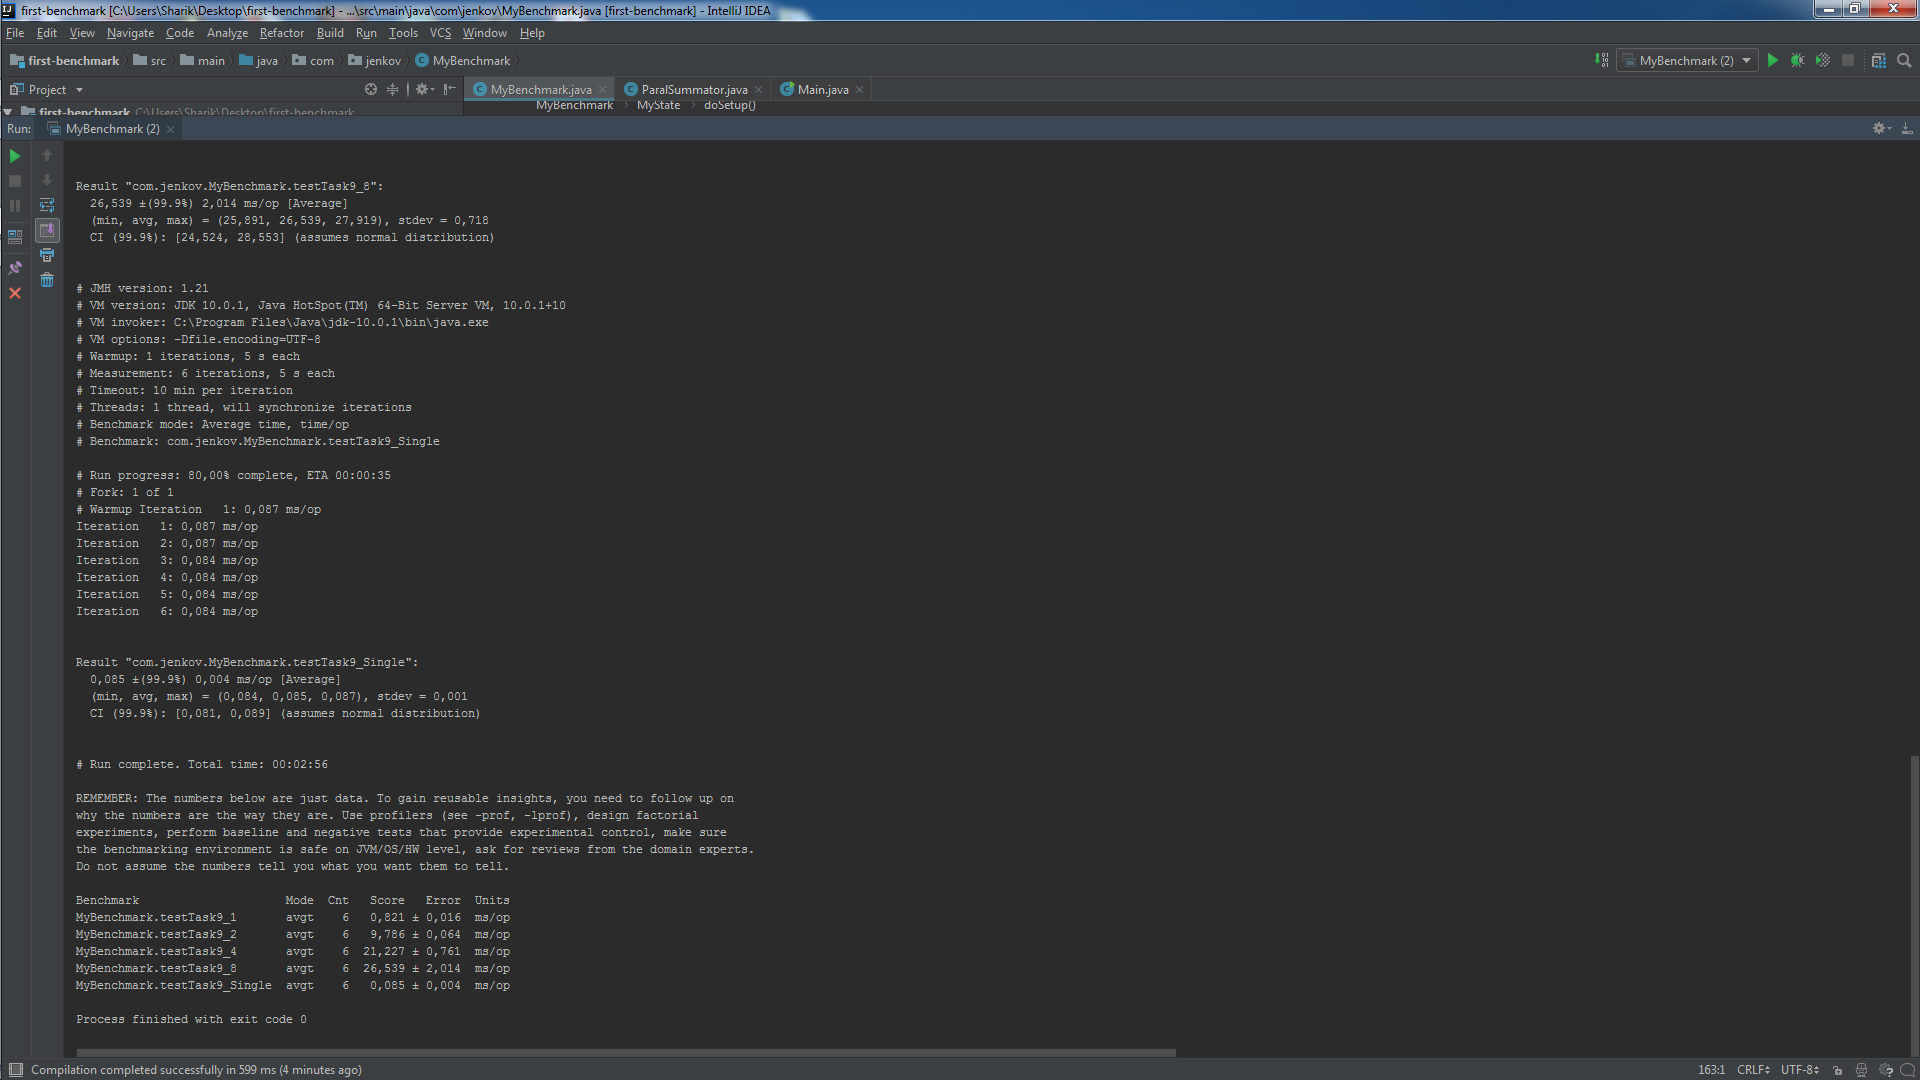 first-benchmark [C:\Users\Sharik\Desktop\first-benchmark] - ...\src\main\java\com\jenkov\MyBenchmark.java [first-benchmark] - IntelliJ IDEA
File Edit View Navigate Code Analyze Refactor Build Run Tools VCS Window Help
first-benchmark src main java com jenkov MyBenchmark MyBenchmark (2)
Project MyBenchmark.java ParalSummator.java Main.java
first-benchmark C:\Users\Sharik\Desktop\first-benchmark MyBenchmark MyState doSetup()
Run: MyBenchmark (2)
Result "com.jenkov.MyBenchmark.testTask9_8":
26,539 ±(99.9%) 2,014 ms/op [Average]
(min, avg, max) = (25,891, 26,539, 27,919), stdev = 0,718
CI (99.9%): [24,524, 28,553] (assumes normal distribution)
# JMH version: 1.21
# VM version: JDK 10.0.1, Java HotSpot(TM) 64-Bit Server VM, 10.0.1+10
# VM invoker: C:\Program Files\Java\jdk-10.0.1\bin\java.exe
# VM options: -Dfile.encoding=UTF-8
# Warmup: 1 iterations, 5 s each
# Measurement: 6 iterations, 5 s each
# Timeout: 10 min per iteration
# Threads: 1 thread, will synchronize iterations
# Benchmark mode: Average time, time/op
# Benchmark: com.jenkov.MyBenchmark.testTask9_Single
# Run progress: 80,00% complete, ETA 00:00:35
# Fork: 1 of 1
# Warmup Iteration   1: 0,087 ms/op
Iteration   1: 0,087 ms/op
Iteration   2: 0,087 ms/op
Iteration   3: 0,084 ms/op
Iteration   4: 0,084 ms/op
Iteration   5: 0,084 ms/op
Iteration   6: 0,084 ms/op
Result "com.jenkov.MyBenchmark.testTask9_Single":
0,085 ±(99.9%) 0,004 ms/op [Average]
(min, avg, max) = (0,084, 0,085, 0,087), stdev = 0,001
CI (99.9%): [0,081, 0,089] (assumes normal distribution)
# Run complete. Total time: 00:02:56
REMEMBER: The numbers below are just data. To gain reusable insights, you need to follow up on
why the numbers are the way they are. Use profilers (see -prof, -lprof), design factorial
experiments, perform baseline and negative tests that provide experimental control, make sure
the benchmarking environment is safe on JVM/OS/HW level, ask for reviews from the domain experts.
Do not assume the numbers tell you what you want them to tell.
Benchmark                     Mode  Cnt   Score   Error  Units
MyBenchmark.testTask9_1       avgt    6   0,821 ± 0,016  ms/op
MyBenchmark.testTask9_2       avgt    6   9,786 ± 0,064  ms/op
MyBenchmark.testTask9_4       avgt    6  21,227 ± 0,761  ms/op
MyBenchmark.testTask9_8       avgt    6  26,539 ± 2,014  ms/op
MyBenchmark.testTask9_Single  avgt    6   0,085 ± 0,004  ms/op
Process finished with exit code 0
Compilation completed successfully in 599 ms (4 minutes ago) 163:1 CRLF UTF-8